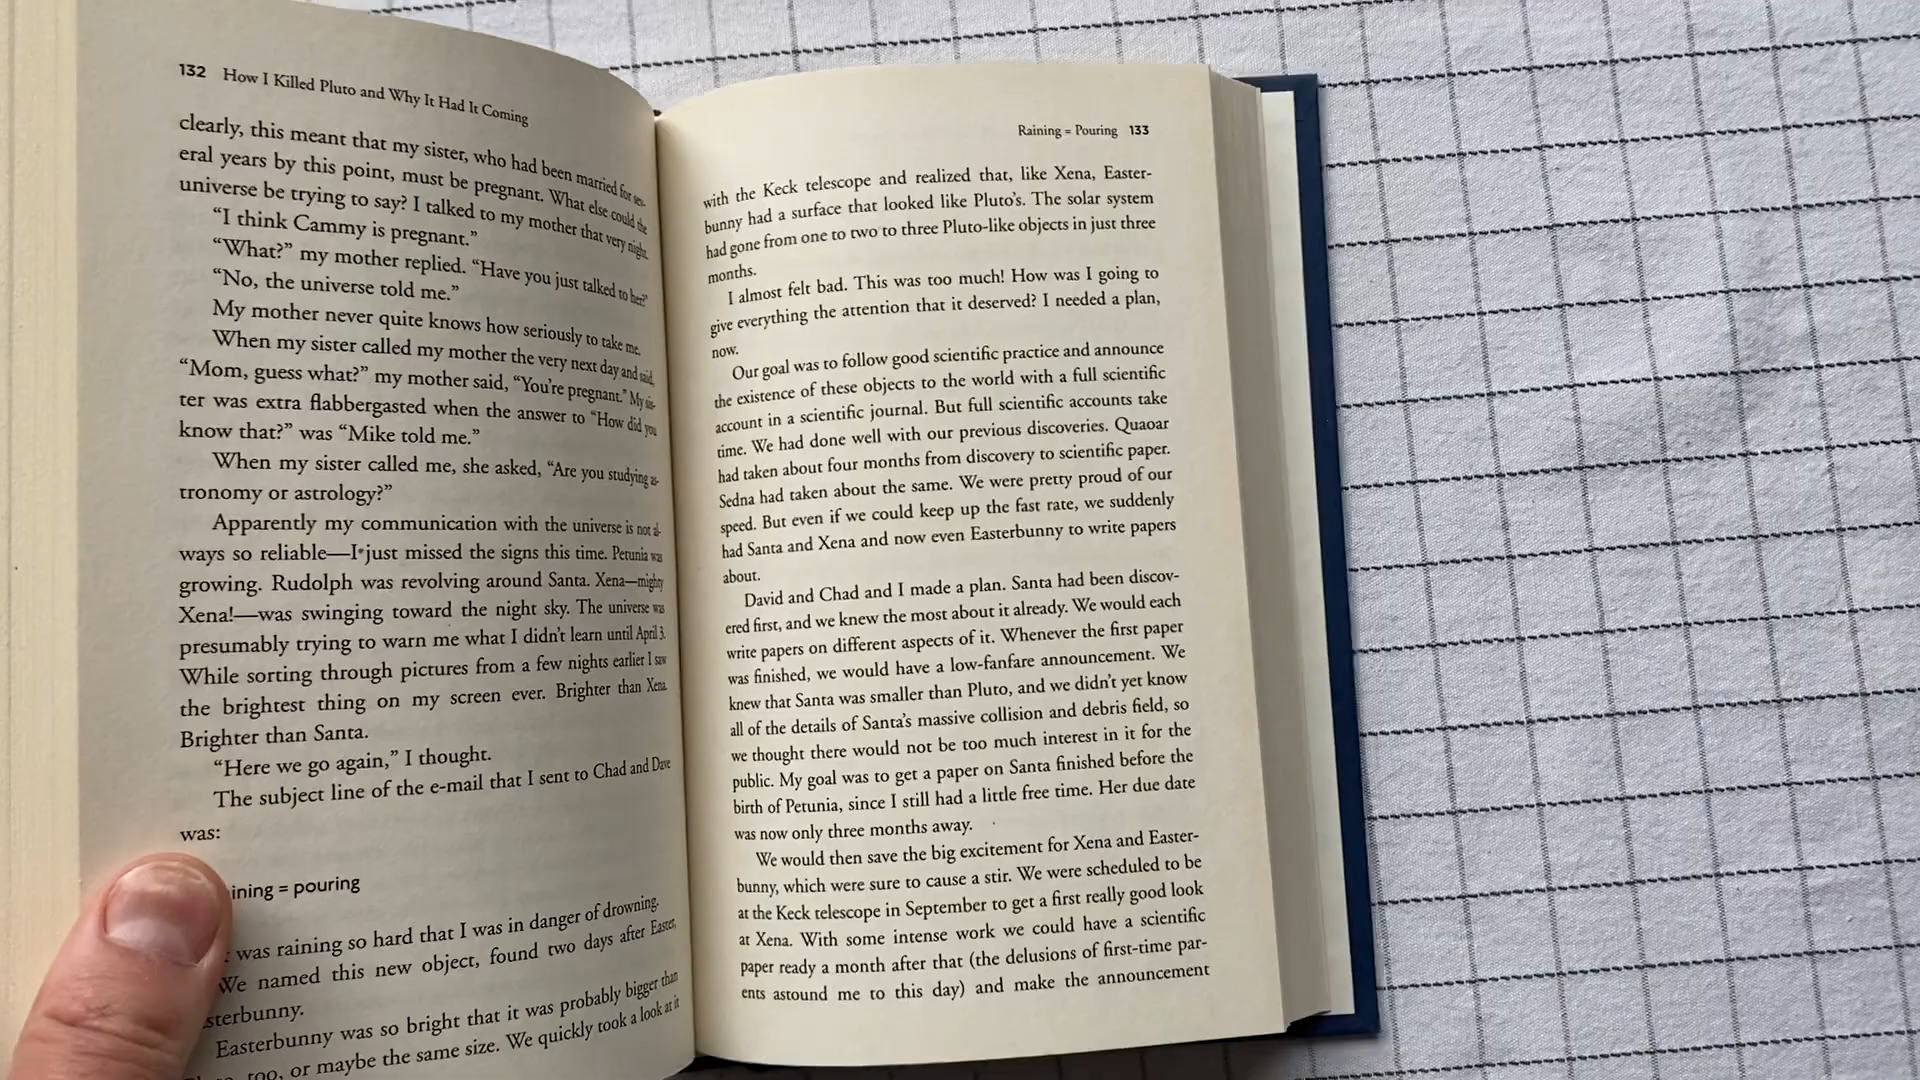 132 How I Killed Pluto and Why It Had It Coming
clearly, this meant that my sister, who had been married for sev-
eral years by this point, must be pregnant. What else could the
universe be trying to say? I talked to my mother that very night.
“I think Cammy is pregnant.”
“What?” my mother replied. “Have you just talked to her?”
“No, the universe told me.”
My mother never quite knows how seriously to take me.
When my sister called my mother the very next day and said,
“Mom, guess what?” my mother said, “You’re pregnant.” My sis-
ter was extra flabbergasted when the answer to “How did you
know that?” was “Mike told me.”
When my sister called me, she asked, “Are you studying as-
tronomy or astrology?”
Apparently my communication with the universe is not al-
ways so reliable—I just missed the signs this time. Petunia was
growing. Rudolph was revolving around Santa. Xena—mighty
Xena!—was swinging toward the night sky. The universe was
presumably trying to warn me what I didn’t learn until April 3.
While sorting through pictures from a few nights earlier I saw
the brightest thing on my screen ever. Brighter than Xena.
Brighter than Santa.
“Here we go again,” I thought.
The subject line of the e-mail that I sent to Chad and Dave
was:
ining = pouring
was raining so hard that I was in danger of drowning.
We named this new object, found two days after Easter,
sterbunny.
Easterbunny was so bright that it was probably bigger than
too, or maybe the same size. We quickly took a look at it
Raining = Pouring 133
with the Keck telescope and realized that, like Xena, Easter-
bunny had a surface that looked like Pluto’s. The solar system
had gone from one to two to three Pluto-like objects in just three
months.
I almost felt bad. This was too much! How was I going to
give everything the attention that it deserved? I needed a plan,
now.
Our goal was to follow good scientific practice and announce
the existence of these objects to the world with a full scientific
account in a scientific journal. But full scientific accounts take
time. We had done well with our previous discoveries. Quaoar
had taken about four months from discovery to scientific paper.
Sedna had taken about the same. We were pretty proud of our
speed. But even if we could keep up the fast rate, we suddenly
had Santa and Xena and now even Easterbunny to write papers
about.
David and Chad and I made a plan. Santa had been discov-
ered first, and we knew the most about it already. We would each
write papers on different aspects of it. Whenever the first paper
was finished, we would have a low-fanfare announcement. We
knew that Santa was smaller than Pluto, and we didn’t yet know
all of the details of Santa’s massive collision and debris field, so
we thought there would not be too much interest in it for the
public. My goal was to get a paper on Santa finished before the
birth of Petunia, since I still had a little free time. Her due date
was now only three months away.
We would then save the big excitement for Xena and Easter-
bunny, which were sure to cause a stir. We were scheduled to be
at the Keck telescope in September to get a first really good look
at Xena. With some intense work we could have a scientific
paper ready a month after that (the delusions of first-time par-
ents astound me to this day) and make the announcement